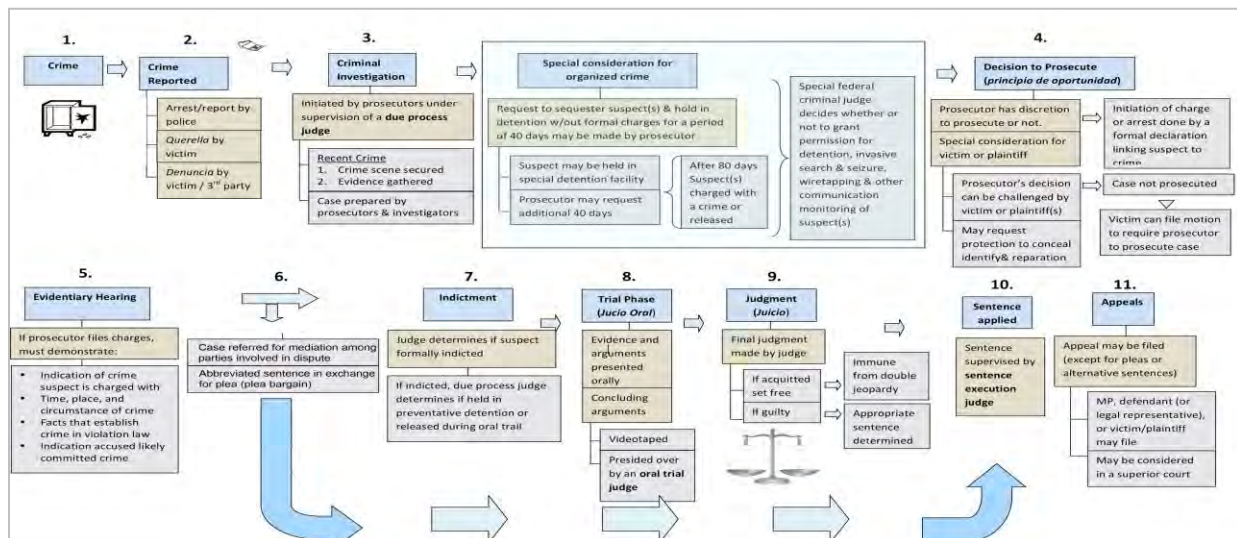 1.
Crime
2.
Crime
Reported
Arrest/report by
police
Querella by
victim
Denuncia by
victim / 3rd party
3.
Criminal
Investigation
Initiated by prosecutors under
supervision of a due process
judge
Recent Crime
1. Crime scene secured
2. Evidence gathered
Case prepared by
prosecutors & investigators
Special consideration for
organized crime
Request to sequester suspect(s) & hold in
detention w/out formal charges for a period
of 40 days may be made by prosecutor
Suspect may be held in
special detention facility
Prosecutor may request
additional 40 days
After 80 days
Suspect(s)
charged with
a crime or
released
Special federal
criminal judge
decides whether
or not to grant
permission for
detention, invasive
search & seizure,
wiretapping & other
communication
monitoring of
suspect(s)
4.
Decision to Prosecute
(principio de oportunidad)
Prosecutor has discretion
to prosecute or not.
Special consideration for
victim or plaintiff
Prosecutor's decision
can be challenged by
victim or plaintiff(s)
May request
protection to conceal
identify& reparation
Initiation of charge
or arrest done by a
formal declaration
linking suspect to
crime
Case not prosecuted
Victim can file motion
to require prosecutor
to prosecute case
5.
Evidentiary Hearing
If prosecutor files charges,
must demonstrate:
• Indication of crime
suspect is charged with
• Time, place, and
circumstance of crime
• Facts that establish
crime in violation law
• Indication accused likely
committed crime
6.
Case referred for mediation among
parties involved in dispute
Abbreviated sentence in exchange
for plea (plea bargain)
7.
Indictment
Judge determines if suspect
formally indicted
If indicted, due process judge
determines if held in
preventative detention or
released during oral trail
8.
Trial Phase
(Jucio Oral)
Evidence and
arguments
presented
orally
Concluding
arguments
Videotaped
Presided over
by an oral trial
judge
9.
Judgment
(Juicio)
Final judgment
made by judge
If acquitted
set free
If guilty
Immune
from double
jeopardy
Appropriate
sentence
determined
10.
Sentence
applied
Sentence
supervised by
sentence
execution
judge
11.
Appeals
Appeal may be filed
(except for pleas or
alternative sentences)
MP, defendant (or
legal representative),
or victim/plaintiff
may file
May be considered
in a superior court